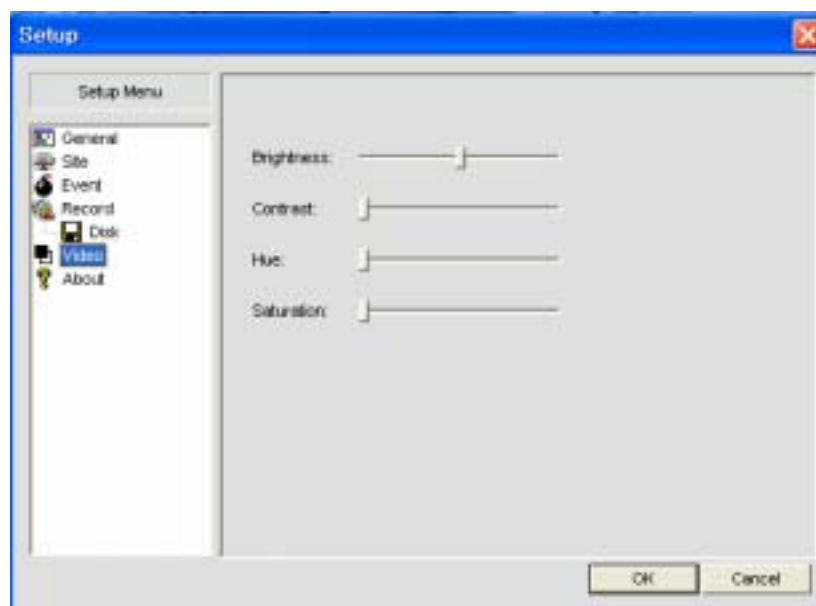 Setup
Setup Menu
General
Site
Event
Record
Disk
Video
About
Brightness:
Contrast:
Hue:
Saturation:
OK
Cancel